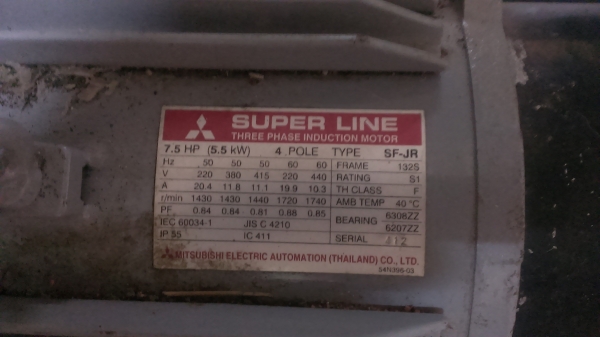 SUPER LINE
THREE PHASE INDUCTION MOTOR
7.5 HP (5.5 kW) 4 POLE TYPE SF-JR
Hz 50 50 50 60 60 FRAME 132S
V 220 380 415 220 440 RATING S1
A 20.4 11.8 11.1 19.9 10.3 TH CLASS F
r/min 1430 1430 1440 1720 1740 AMB TEMP 40 °C
PF 0.84 0.84 0.81 0.88 0.85 BEARING 6308ZZ
6207ZZ
IEC 60034-1 JIS C 4210
IP 55 IC 411 SERIAL
MITSUBISHI ELECTRIC AUTOMATION (THAILAND) CO., LTD.